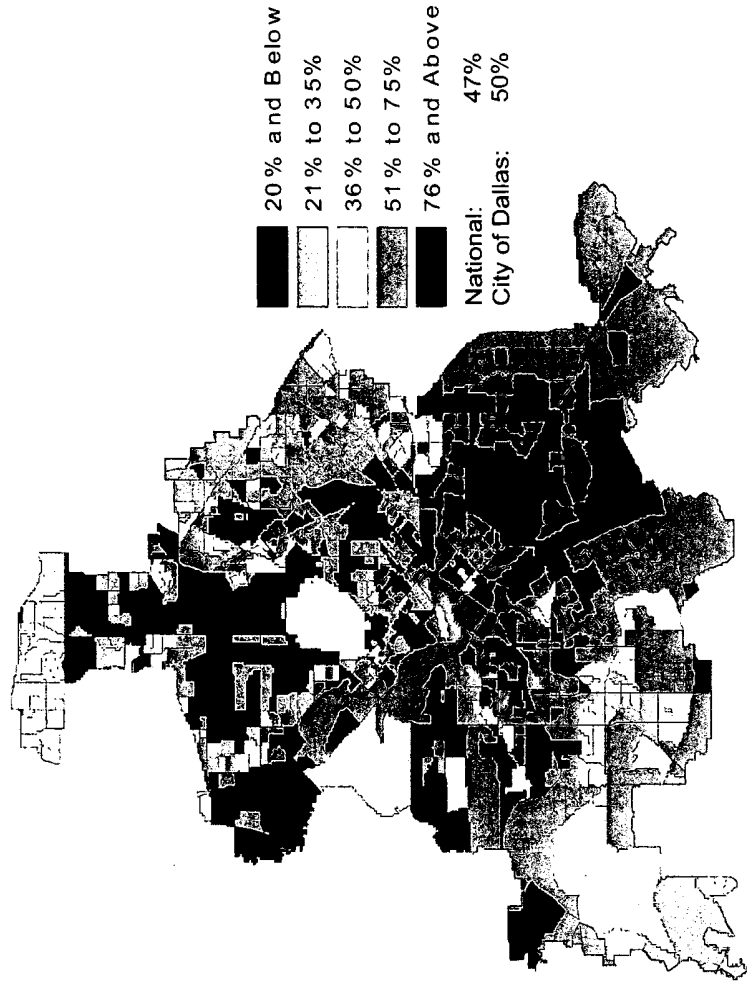 20% and Below
21% to 35%
36% to 50%
51% to 75%
76% and Above
National: 47%
City of Dallas: 50%